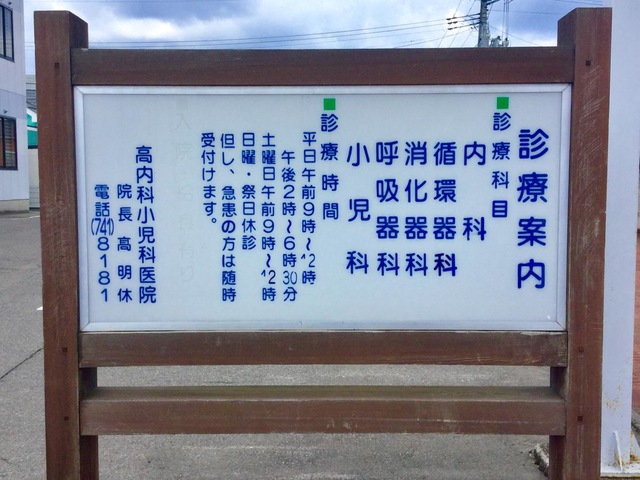 診療案内
■診療科目
内科
循環器科
消化器科
呼吸器科
小児科
■診療時間
平日午前9時〜12時
午後2時〜6時30分
土曜日午前9時〜12時
日曜・祭日休診
但し、急患の方は随時
受付けます。
高内科小児科医院
院長 高明休
電話(741)8181